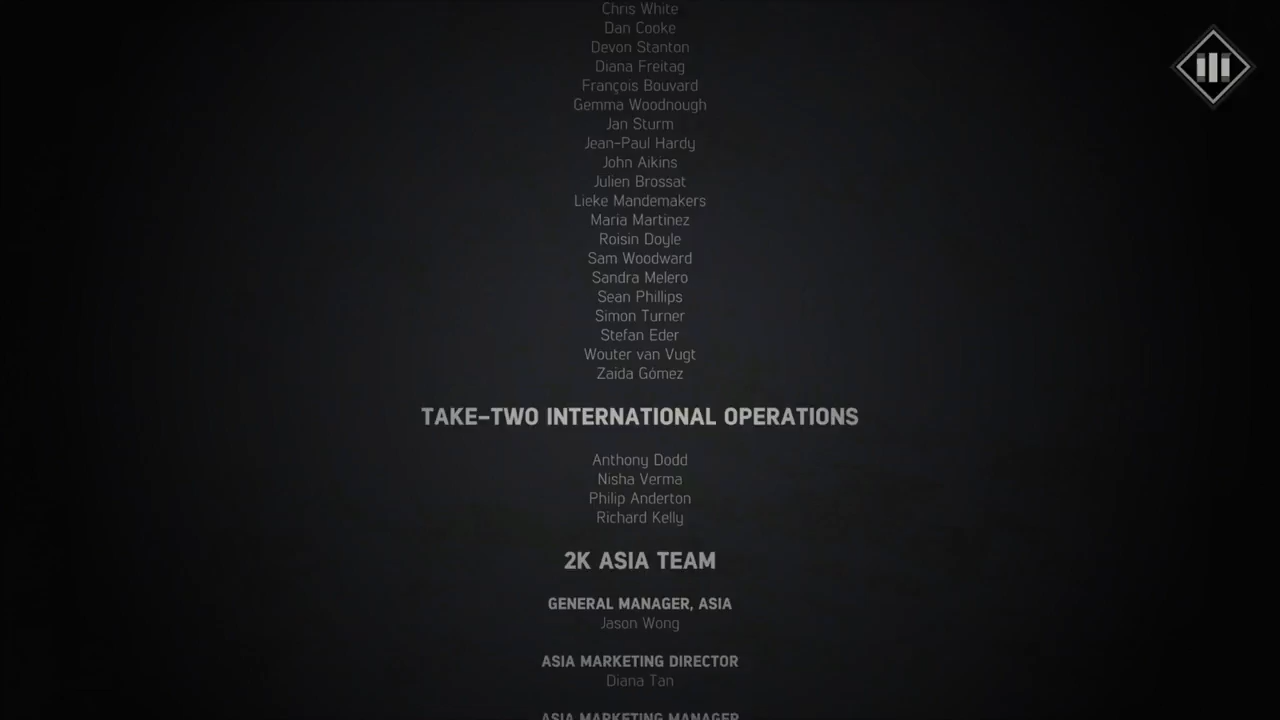 Chris White
Dan Cooke
Devon Stanton
Diana Freitag
François Bouvard
Gemma Woodnough
Jan Sturm
Jean-Paul Hardy
John Aikins
Julien Brossat
Lieke Mandemakers
Maria Martinez
Roisin Doyle
Sam Woodward
Sandra Melero
Sean Phillips
Simon Turner
Stefan Eder
Wouter van Vugt
Zaida Gómez
TAKE-TWO INTERNATIONAL OPERATIONS
Anthony Dodd
Nisha Verma
Philip Anderton
Richard Kelly
2K ASIA TEAM
GENERAL MANAGER, ASIA
Jason Wong
ASIA MARKETING DIRECTOR
Diana Tan
ASIA MARKETING MANAGER